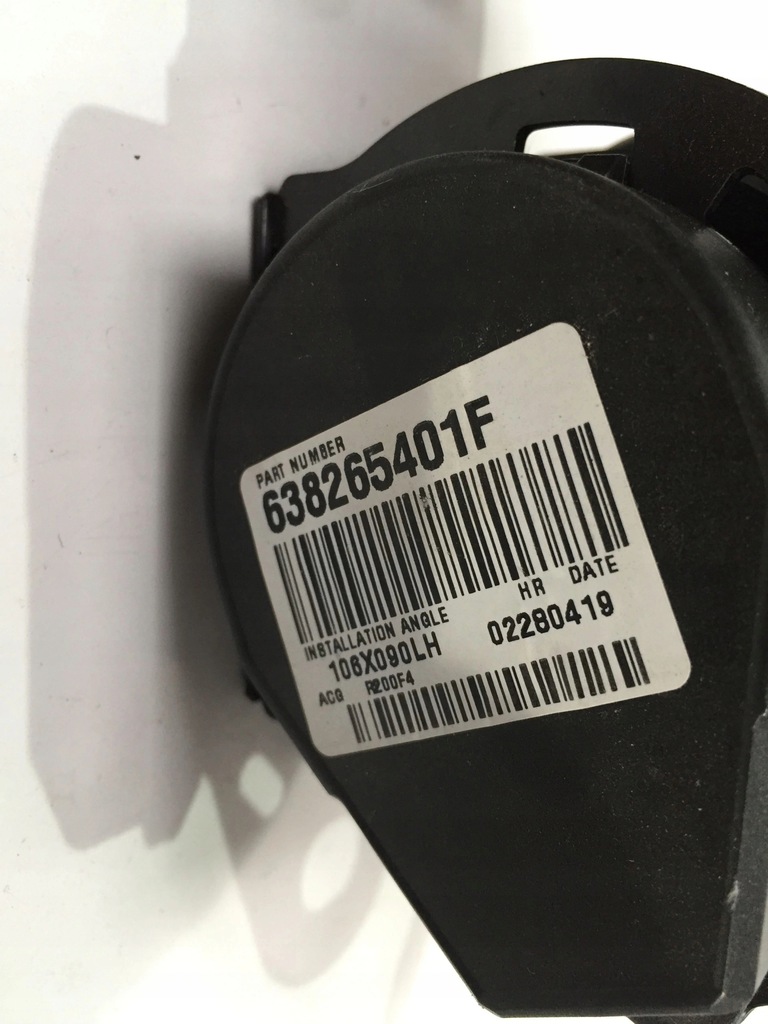 PART NUMBER
638265401F
INSTALLATION ANGLE HR DATE
106X090LH 02280419
ACG R200F4